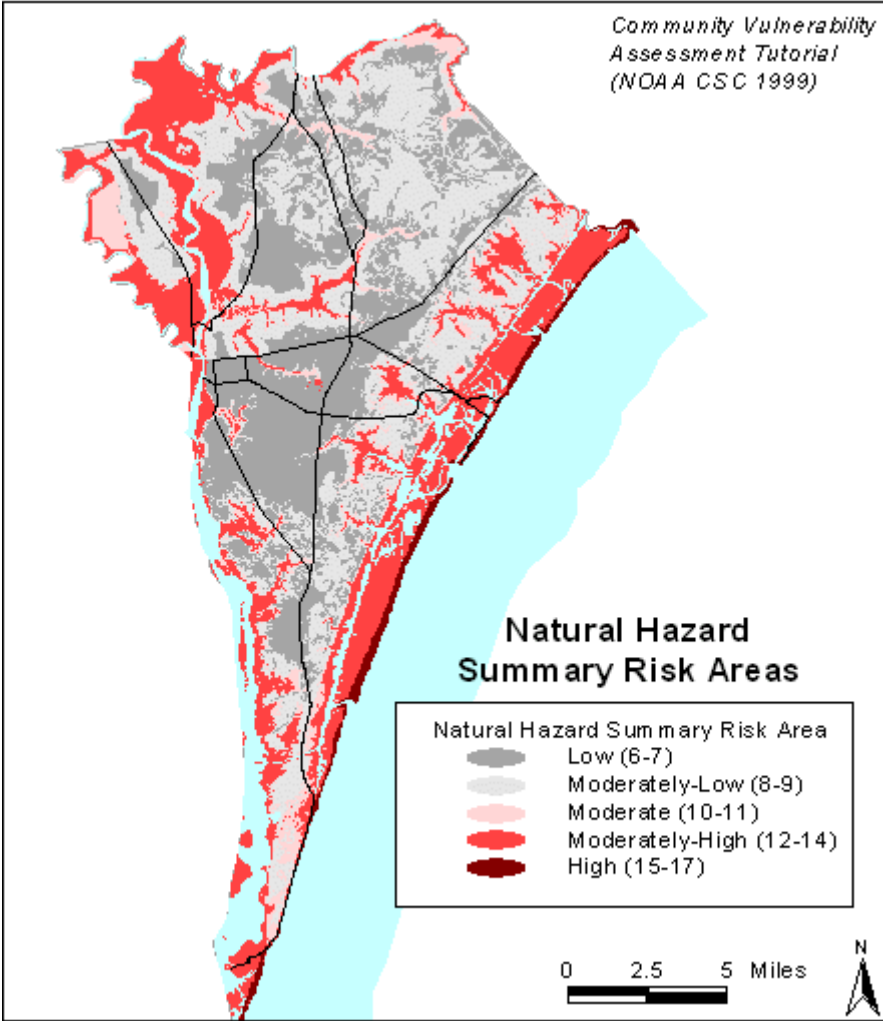 Community Vulnerability
Assessment Tutorial
(NOAA CSC 1999)
Natural Hazard
Summary Risk Areas
Natural Hazard Summary Risk Area
Low (6-7)
Moderately-Low (8-9)
Moderate (10-11)
Moderately-High (12-14)
High (15-17)
0 2.5 5 Miles
N